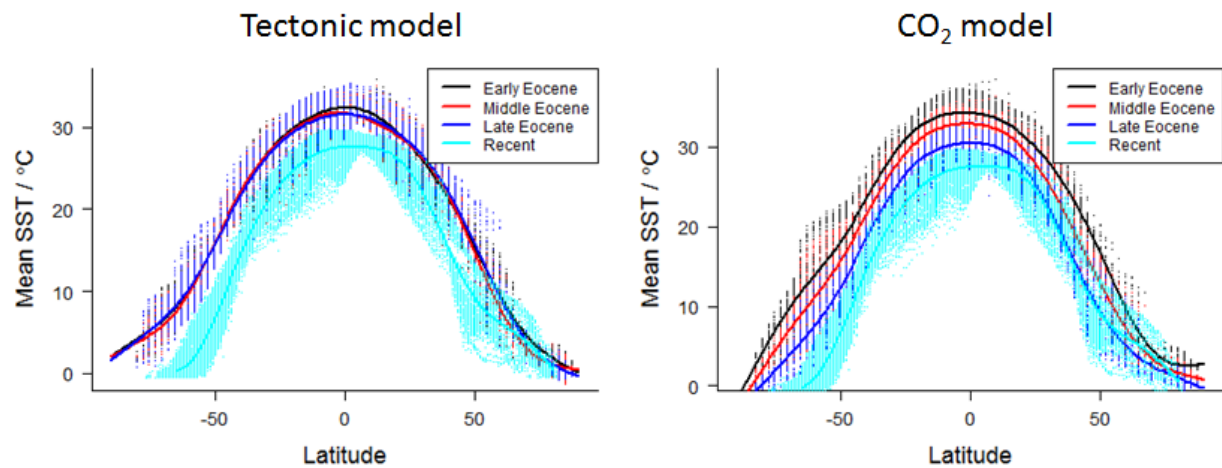 Tectonic model
Mean SST / °C
30
20
10
0
-50
0
50
Latitude
Early Eocene
Middle Eocene
Late Eocene
Recent
CO₂ model
Mean SST / °C
30
20
10
0
-50
0
50
Latitude
Early Eocene
Middle Eocene
Late Eocene
Recent